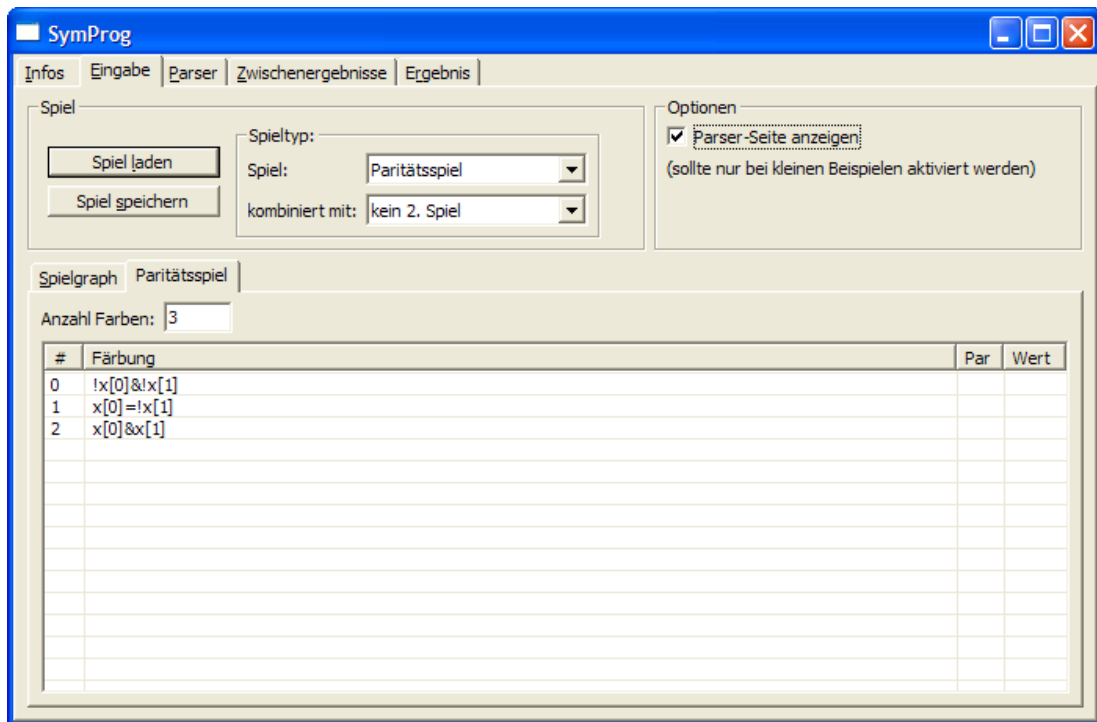 SymProg
Infos Eingabe Parser Zwischenergebnisse Ergebnis
Spiel
Spiel laden
Spiel speichern
Spieltyp:
Spiel: Paritätsspiel
kombiniert mit: kein 2. Spiel
Optionen
Parser-Seite anzeigen
(sollte nur bei kleinen Beispielen aktiviert werden)
Spielgraph Paritätsspiel
Anzahl Farben: 3
# Färbung Par Wert
0 !x[0]&!x[1]
1 x[0]=!x[1]
2 x[0]&x[1]